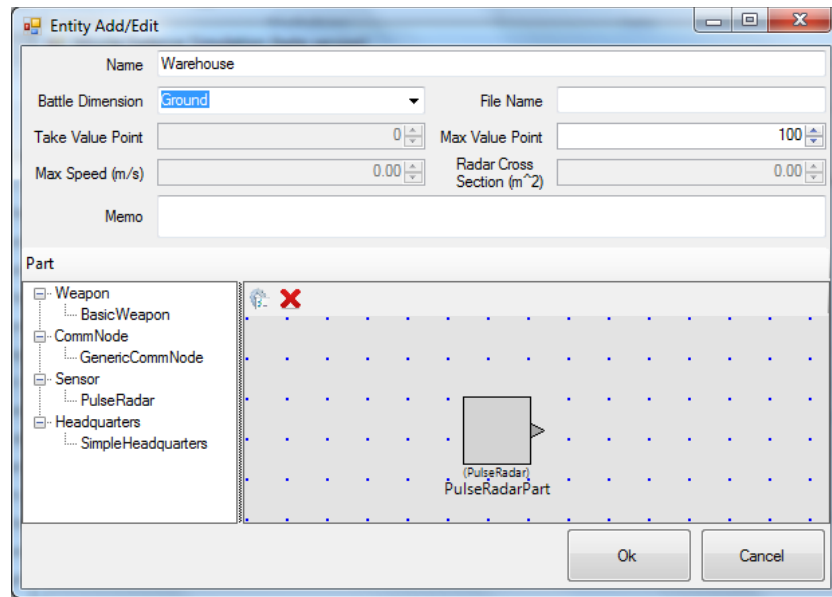 Entity Add/Edit
Name Warehouse
Battle Dimension Ground File Name
Take Value Point 0 Max Value Point 100
Max Speed (m/s) 0.00 Radar Cross
Section (m^2) 0.00
Memo
Part
Weapon
BasicWeapon
CommNode
GenericCommNode
Sensor
PulseRadar
Headquarters
SimpleHeadquarters
(PulseRadar)
PulseRadarPart
Ok Cancel